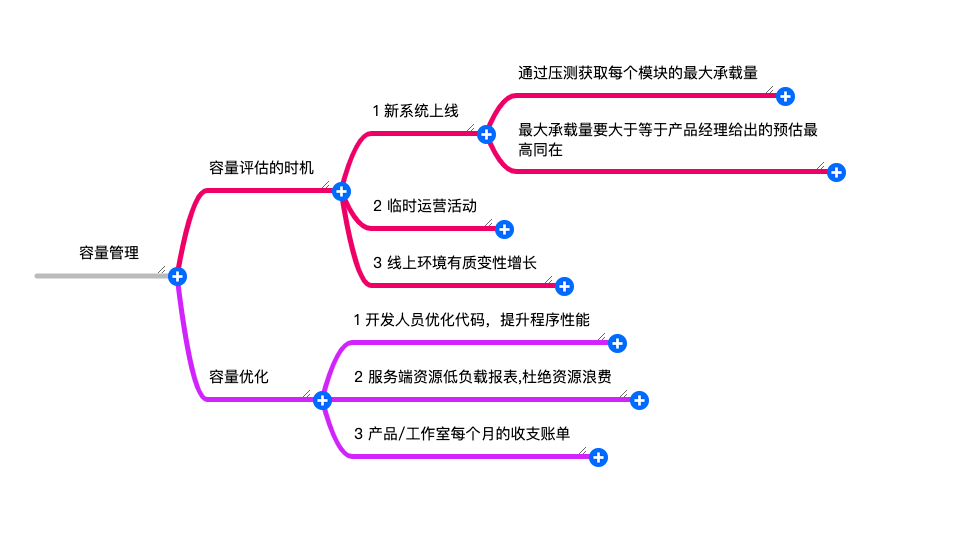 容量管理
容量评估的时机
1 新系统上线
通过压测获取每个模块的最大承载量
最大承载量要大于等于产品经理给出的预估最
高同在
2 临时运营活动
3 线上环境有质变性增长
容量优化
1 开发人员优化代码，提升程序性能
2 服务端资源低负载报表,杜绝资源浪费
3 产品/工作室每个月的收支账单